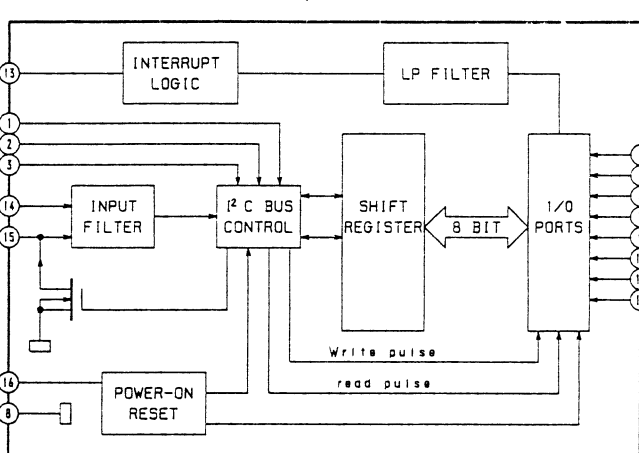 13
INTERRUPT
LOGIC
LP FILTER
1
2
3
14
15
INPUT
FILTER
I² C BUS
CONTROL
SHIFT
REGISTER
8 BIT
I/O
PORTS
Write pulse
read pulse
16
8
POWER-ON
RESET